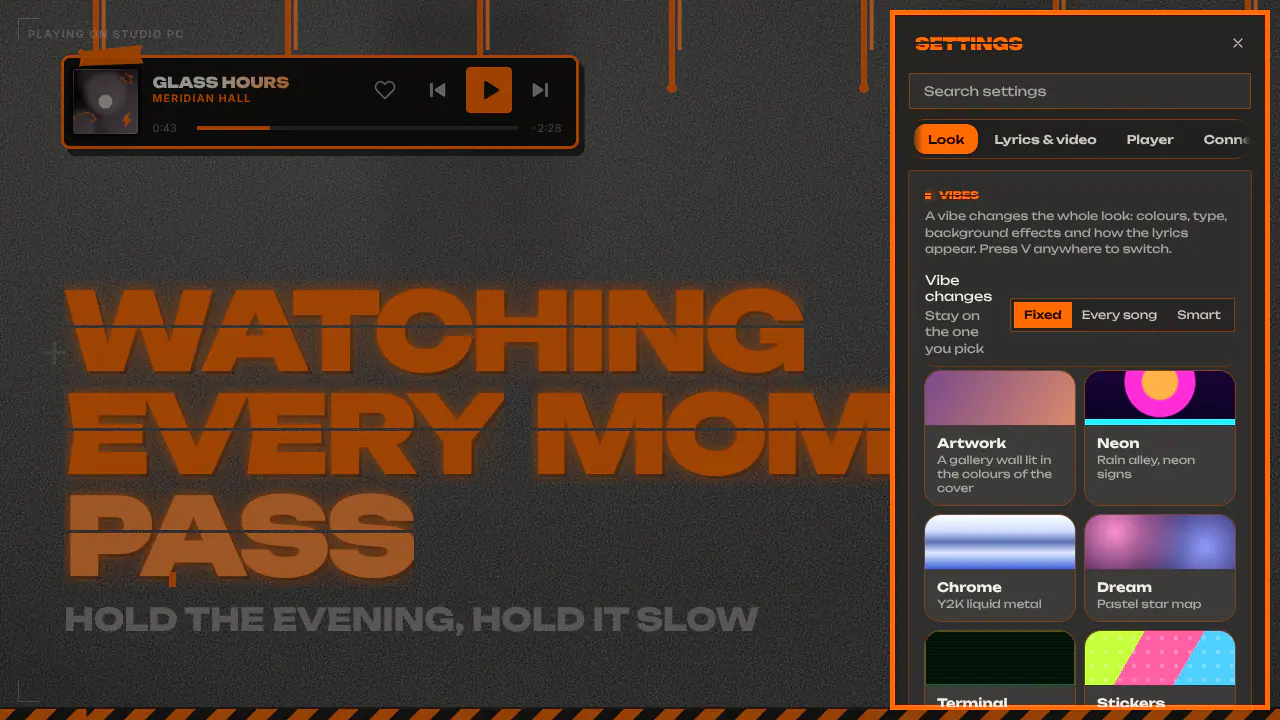 PLAYING ON STUDIO PC
GLASS HOURS
MERIDIAN HALL
0:43
-2:28
WATCHING
EVERY MOM
PASS
HOLD THE EVENING, HOLD IT SLOW
SETTINGS
Search settings
Look
Lyrics & video
Player
Conne
VIBES
A vibe changes the whole look: colours, type,
background effects and how the lyrics
appear. Press V anywhere to switch.
Vibe
changes
Stay on
the one
you pick
Fixed
Every song
Smart
Artwork
A gallery wall lit in
the colours of the
cover
Neon
Rain alley, neon
signs
Chrome
Y2K liquid metal
Dream
Pastel star map
Terminal
Stickers